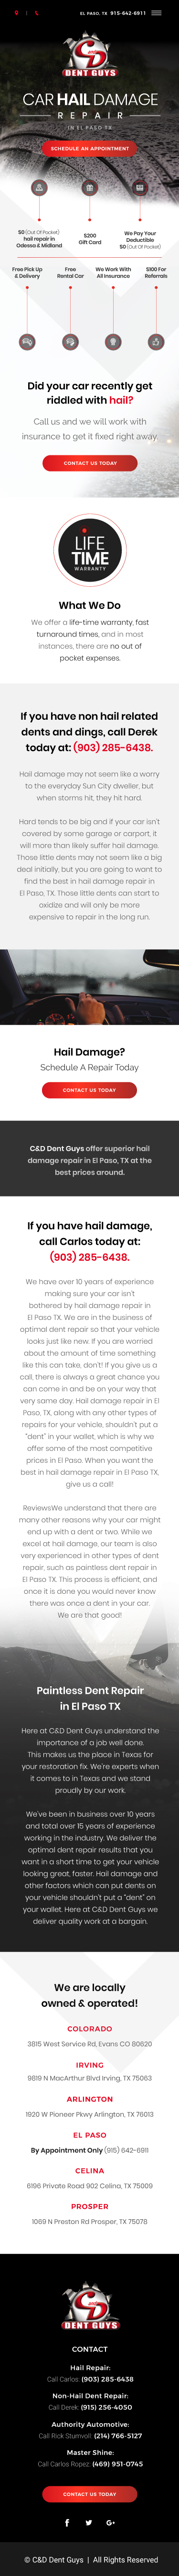 EL PASO, TX 915-642-6911
CD
DENT GUYS
CAR HAIL DAMAGE
REPAIR
IN EL PASO TX
SCHEDULE AN APPOINTMENT
$0 (Out Of Pocket)
hail repair in
Odessa & Midland
$200
Gift Card
We Pay Your
Deductible
$0 (Out Of Pocket)
Free Pick Up
& Delivery
Free
Rental Car
We Work With
All Insurance
$100 For
Referrals
Did your car recently get
riddled with hail?
Call us and we will work with
insurance to get it fixed right away.
CONTACT US TODAY
LIFE
TIME
WARRANTY
What We Do
We offer a life-time warranty, fast
turnaround times, and in most
instances, there are no out of
pocket expenses.
If you have non hail related
dents and dings, call Derek
today at: (903) 285-6438.
Hail damage may not seem like a worry
to the everyday Sun City dweller, but
when storms hit, they hit hard.
Hard tends to be big and if your car isn't
covered by some garage or carport, it
will more than likely suffer hail damage.
Those little dents may not seem like a big
deal initially, but you are going to want to
find the best in hail damage repair in
El Paso, TX. Those little dents can start to
oxidize and will only be more
expensive to repair in the long run.
Hail Damage?
Schedule A Repair Today
CONTACT US TODAY
C&D Dent Guys offer superior hail
damage repair in El Paso, TX at the
best prices around.
If you have hail damage,
call Carlos today at:
(903) 285-6438.
We have over 10 years of experience
making sure your car isn't
bothered by hail damage repair in
El Paso TX. We are in the business of
optimal dent repair so that your vehicle
looks just like new. If you are worried
about the amount of time something
like this can take, don't! If you give us a
call, there is always a great chance you
can come in and be on your way that
very same day. Hail damage repair in El
Paso, TX, along with any other types of
repairs for your vehicle, shouldn't put a
"dent" in your wallet, which is why we
offer some of the most competitive
prices in El Paso. When you want the
best in hail damage repair in El Paso TX,
give us a call!
ReviewsWe understand that there are
many other reasons why your car might
end up with a dent or two. While we
excel at hail damage, our team is also
very experienced in other types of dent
repair, such as paintless dent repair in
El Paso TX. This process is efficient, and
once it is done you would never know
there was once a dent in your car.
We are that good!
Paintless Dent Repair
in El Paso TX
Here at C&D Dent Guys understand the
importance of a job well done.
This makes us the place in Texas for
your restoration fix. We're experts when
it comes to in Texas and we stand
proudly by our work.
We've been in business over 10 years
and total over 15 years of experience
working in the industry. We deliver the
optimal dent repair results that you
want in a short time to get your vehicle
looking great, faster. Hail damage and
other factors which can put dents on
your vehicle shouldn't put a "dent" on
your wallet. Here at C&D Dent Guys we
deliver quality work at a bargain.
We are locally
owned & operated!
COLORADO
3815 West Service Rd, Evans CO 80620
IRVING
9819 N MacArthur Blvd Irving, TX 75063
ARLINGTON
1920 W Pioneer Pkwy Arlington, TX 76013
EL PASO
By Appointment Only (915) 642-6911
CELINA
6196 Private Road 902 Celina, TX 75009
PROSPER
1069 N Preston Rd Prosper, TX 75078
CD
DENT GUYS
CONTACT
Hail Repair:
Call Carlos: (903) 285-6438
Non-Hail Dent Repair:
Call Derek: (915) 256-4050
Authority Automotive:
Call Rick Stumvoll: (214) 766-5127
Master Shine:
Call Carlos Ropez: (469) 951-0745
CONTACT US TODAY
© C&D Dent Guys | All Rights Reserved